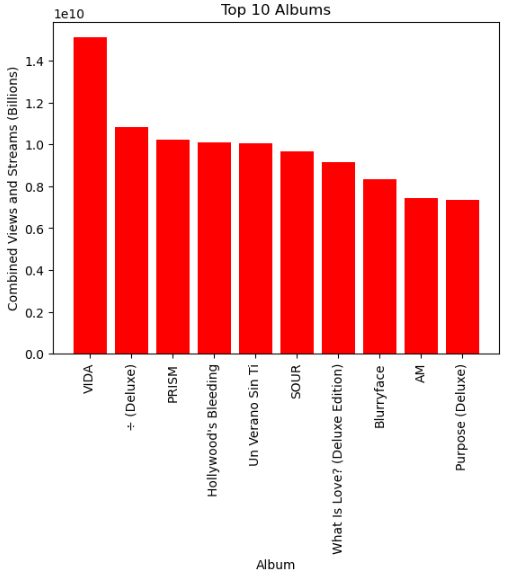 Top 10 Albums
1e10
Combined Views and Streams (Billions)
1.4
1.2
1.0
0.8
0.6
0.4
0.2
0.0
VIDA
÷ (Deluxe)
PRISM
Hollywood's Bleeding
Un Verano Sin Ti
SOUR
What Is Love? (Deluxe Edition)
Blurryface
AM
Purpose (Deluxe)
Album